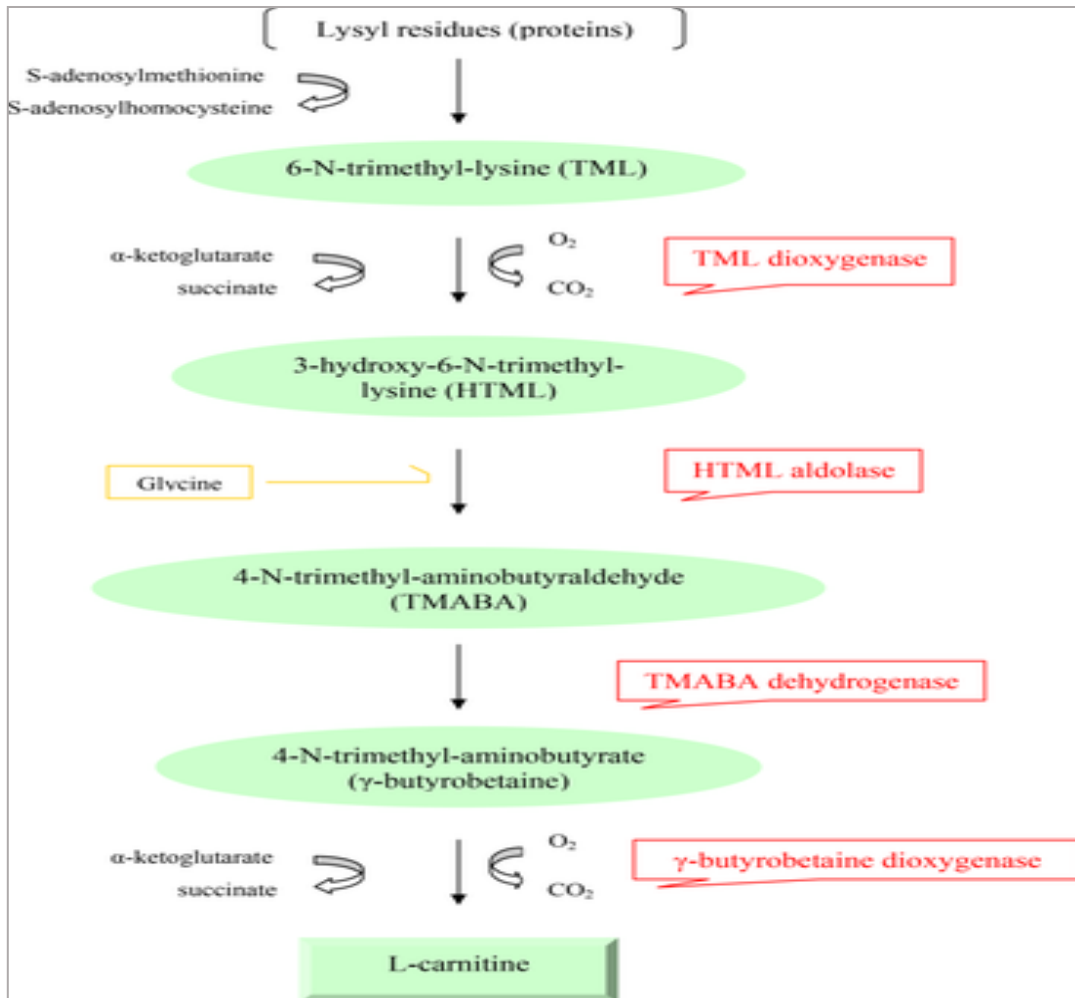 Lysyl residues (proteins)
S-adenosylmethionine
S-adenosylhomocysteine
6-N-trimethyl-lysine (TML)
α-ketoglutarate
succinate
O₂
CO₂
TML dioxygenase
3-hydroxy-6-N-trimethyl-
lysine (HTML)
Glycine
HTML aldolase
4-N-trimethyl-aminobutyraldehyde
(TMABA)
TMABA dehydrogenase
4-N-trimethyl-aminobutyrate
(γ-butyrobetaine)
α-ketoglutarate
succinate
O₂
CO₂
γ-butyrobetaine dioxygenase
L-carnitine